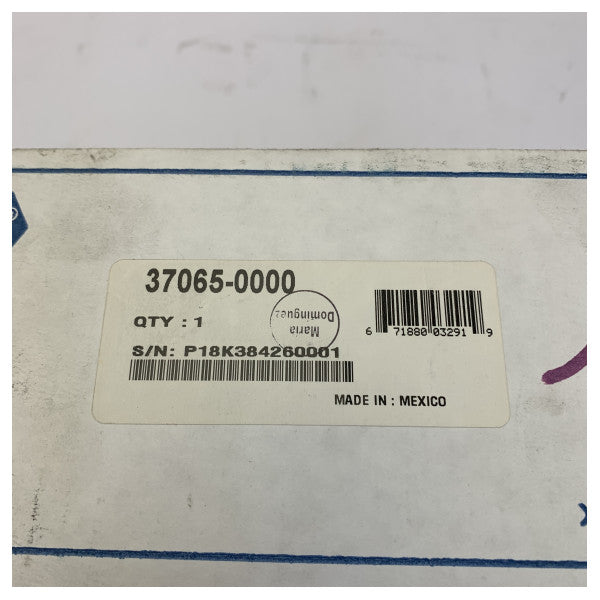 ®
37065-0000
QTY : 1
Maria
Dominguez
S/N: P18K384260001
6 71880 03291 9
MADE IN : MEXICO